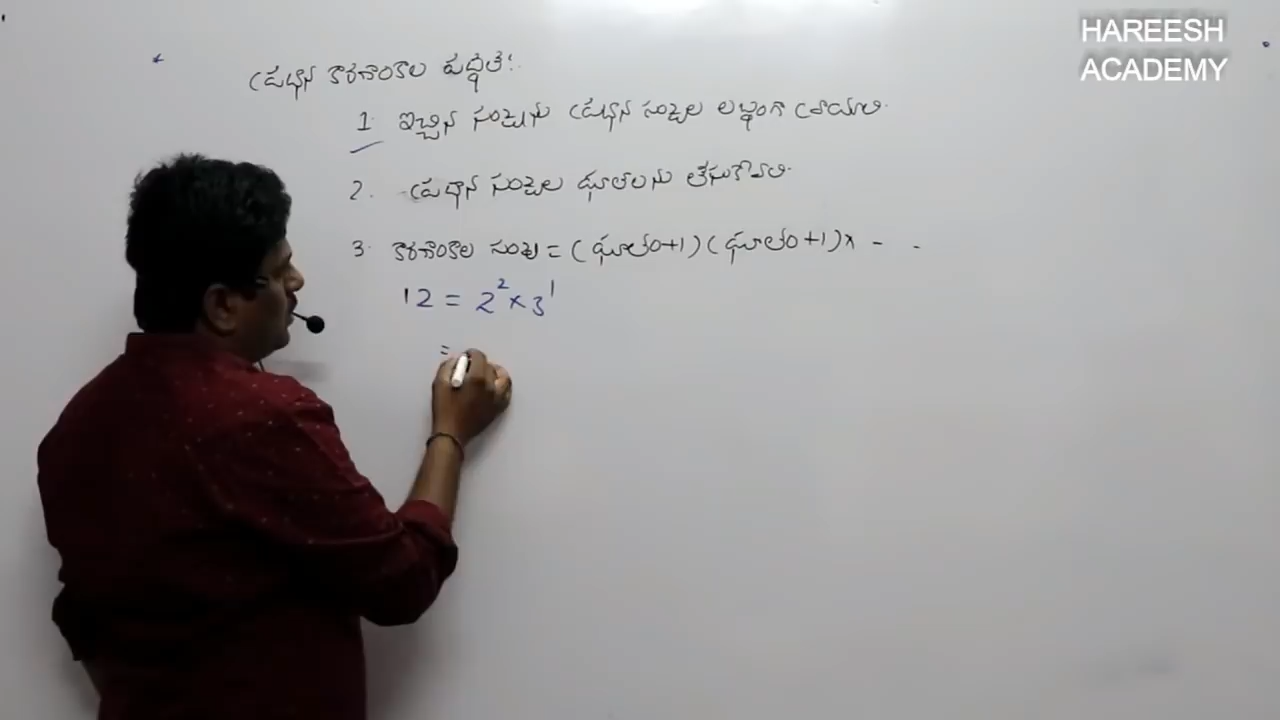 HAREESH
ACADEMY
ప్రధాన కారణాంకాల పద్ధతి:
1. ఇచ్చిన సంఖ్యను ప్రధాన సంఖ్యల లబ్ధంగా వ్రాయాలి.
2. ప్రధాన సంఖ్యల ఘాతాలను తీసుకోవాలి.
3. కారణాంకాల సంఖ్య = (ఘాతం+1) (ఘాతం+1)x - -
12 = 2² × 3¹
=